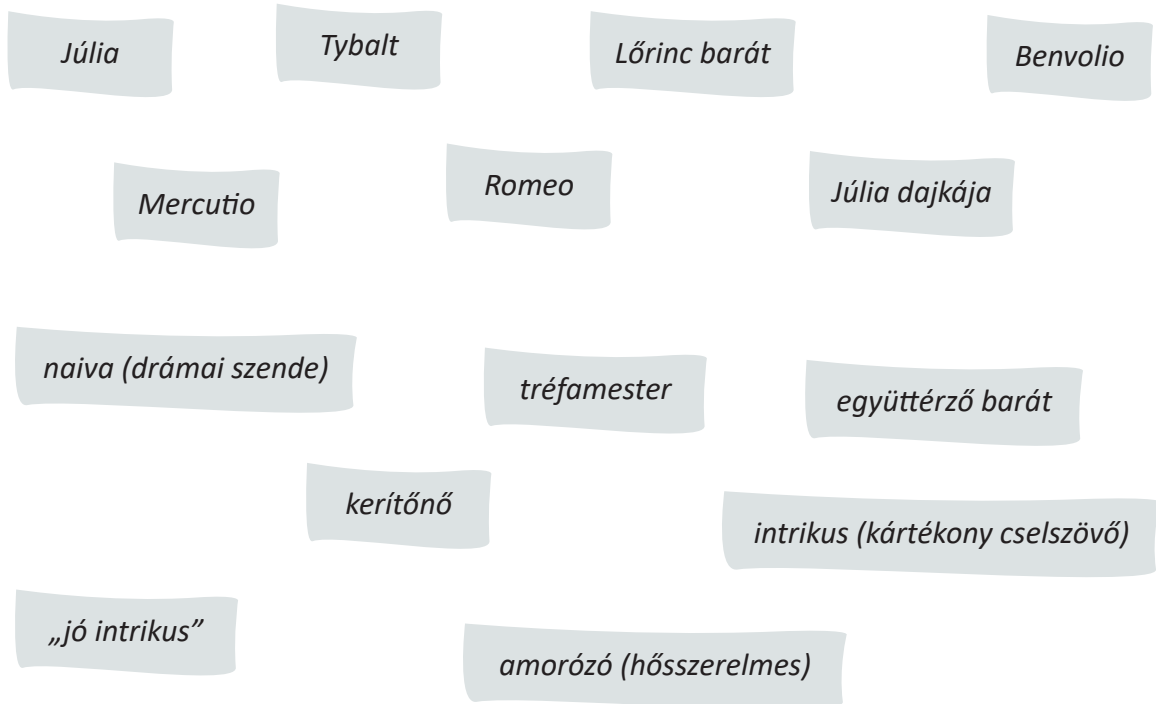 Júlia
Tybalt
Lőrinc barát
Benvolio
Mercutio
Romeo
Júlia dajkája
naiva (drámai szende)
tréfamester
együttérző barát
kerítőnő
intrikus (kártékony cselszövő)
„jó intrikus”
amorózó (hősszerelmes)